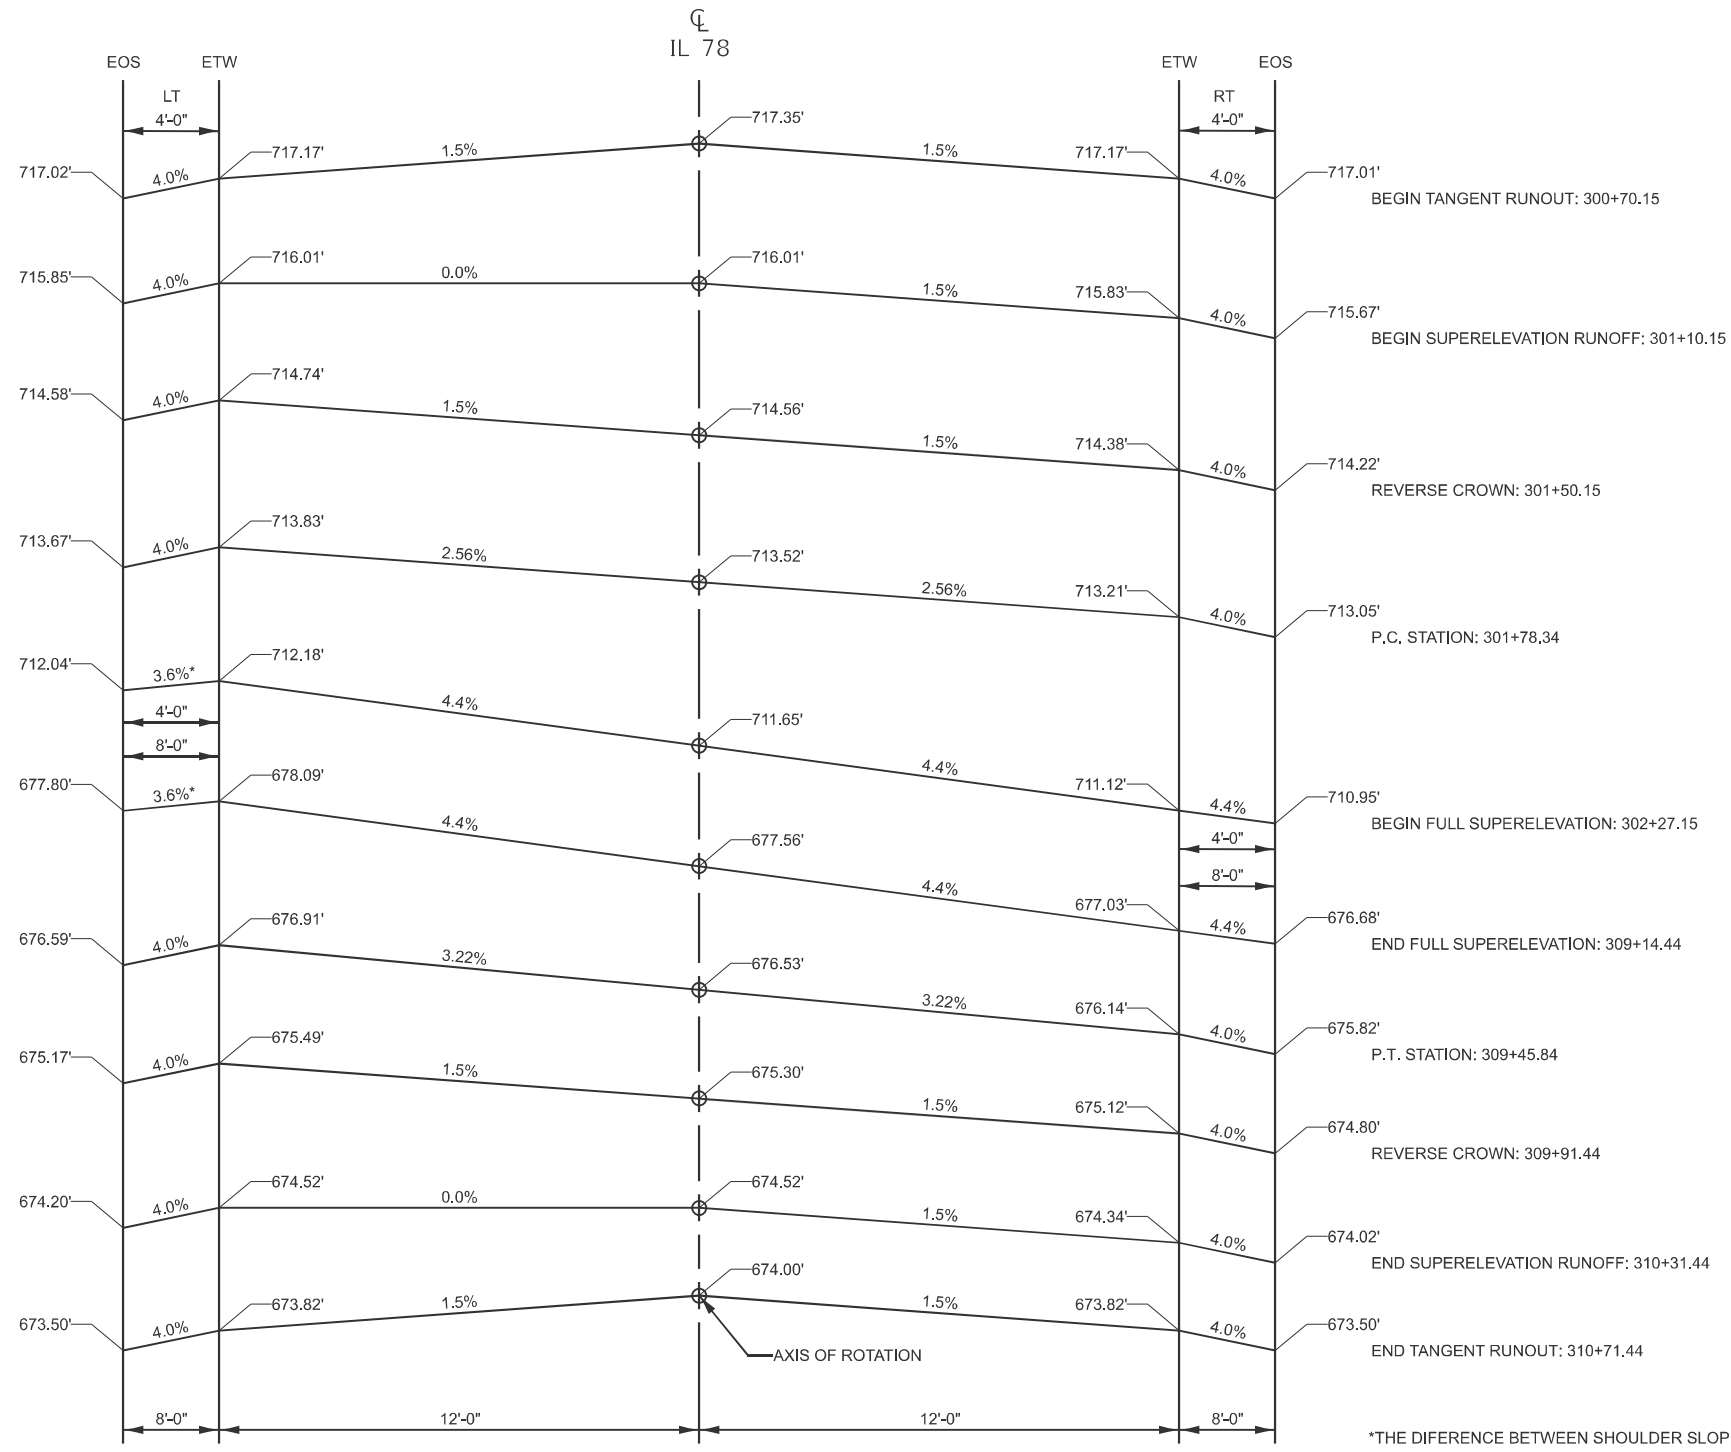 ℄
IL 78
EOS ETW ETW EOS
LT RT
4'-0" 4'-0"
717.02' 4.0% 717.17' 1.5% 717.35' 1.5% 717.17' 4.0% 717.01'
BEGIN TANGENT RUNOUT: 300+70.15
715.85' 4.0% 716.01' 0.0% 716.01' 1.5% 715.83' 4.0% 715.67'
BEGIN SUPERELEVATION RUNOFF: 301+10.15
714.58' 4.0% 714.74' 1.5% 714.56' 1.5% 714.38' 4.0% 714.22'
REVERSE CROWN: 301+50.15
713.67' 4.0% 713.83' 2.56% 713.52' 2.56% 713.21' 4.0% 713.05'
P.C. STATION: 301+78.34
712.04' 3.6%* 712.18' 4.4% 711.65' 4.4% 711.12' 4.4% 710.95'
BEGIN FULL SUPERELEVATION: 302+27.15
4'-0" 4'-0"
8'-0" 8'-0"
677.80' 3.6%* 678.09' 4.4% 677.56' 4.4% 677.03' 4.4% 676.68'
END FULL SUPERELEVATION: 309+14.44
676.59' 4.0% 676.91' 3.22% 676.53' 3.22% 676.14' 4.0% 675.82'
P.T. STATION: 309+45.84
675.17' 4.0% 675.49' 1.5% 675.30' 1.5% 675.12' 4.0% 674.80'
REVERSE CROWN: 309+91.44
674.20' 4.0% 674.52' 0.0% 674.52' 1.5% 674.34' 4.0% 674.02'
END SUPERELEVATION RUNOFF: 310+31.44
673.50' 4.0% 673.82' 1.5% 674.00' 1.5% 673.82' 4.0% 673.50'
END TANGENT RUNOUT: 310+71.44
AXIS OF ROTATION
8'-0" 12'-0" 12'-0" 8'-0"
*THE DIFERENCE BETWEEN SHOULDER SLOP